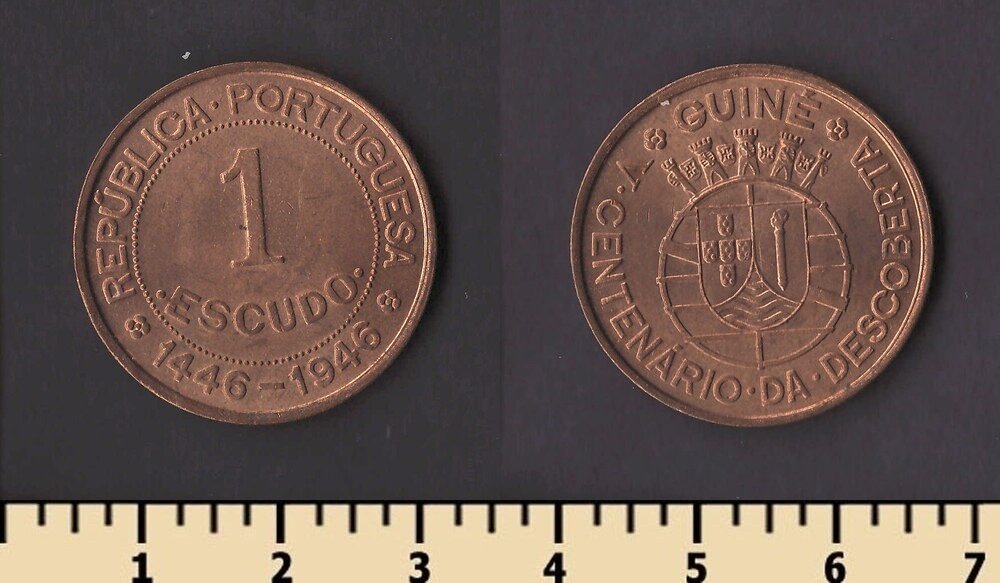 REPÚBLICA · PORTUGUESA
1
·ESCUDO·
1446-1946
GUINÉ
V · CENTENÁRIO · DA · DESCOBERTA
1 2 3 4 5 6 7